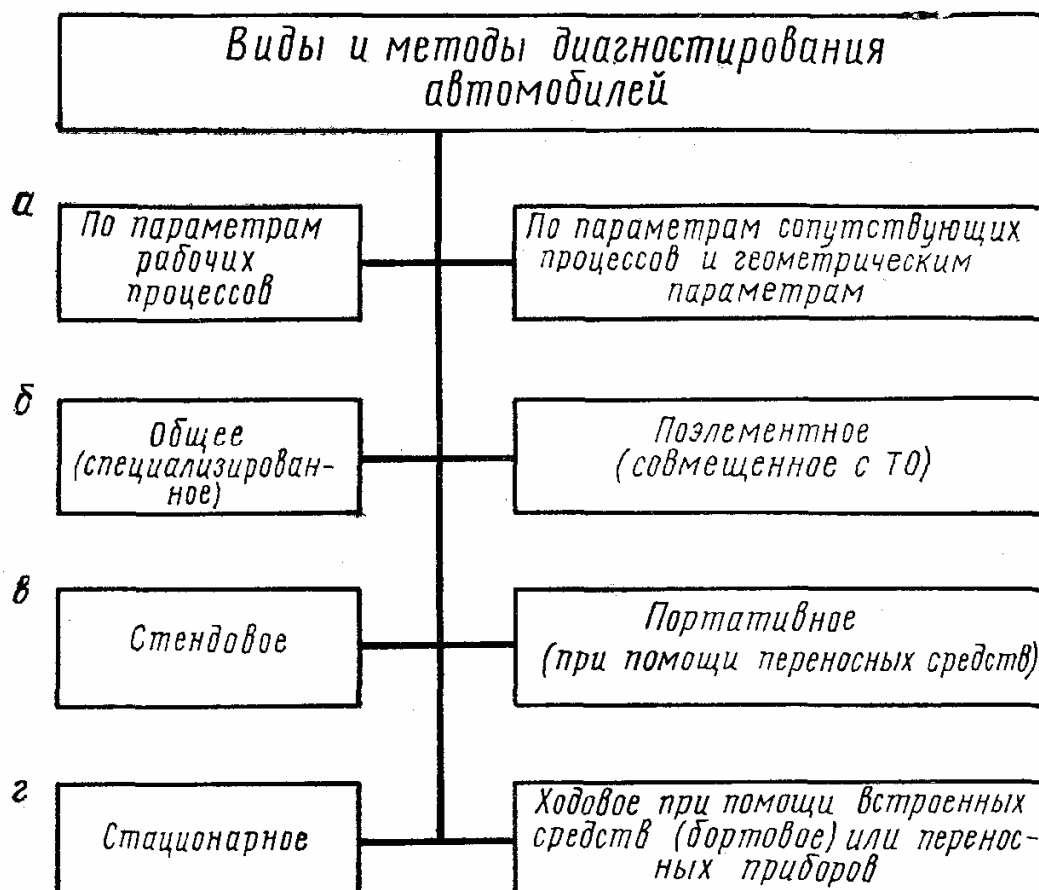 Виды и методы диагностирования
автомобилей
а
По параметрам
рабочих
процессов
По параметрам сопутствующих
процессов и геометрическим
параметрам
б
Общее
(специализирован-
ное)
Поэлементное
(совмещенное с ТО)
в
Стендовое
Портативное
(при помощи переносных средств)
г
Стационарное
Ходовое при помощи встроенных
средств (бортовое) или перенос-
ных приборов